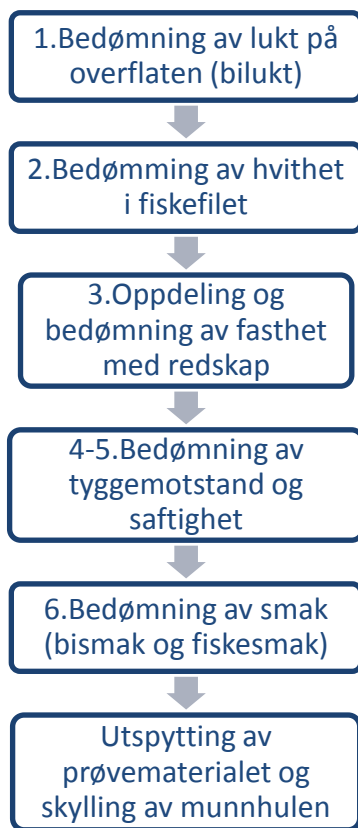 1.Bedømning av lukt på
overflaten (bilukt)
2.Bedømming av hvithet
i fiskefilet
3.Oppdeling og
bedømning av fasthet
med redskap
4-5.Bedømning av
tyggemotstand og
saftighet
6.Bedømning av smak
(bismak og fiskesmak)
Utspytting av
prøvematerialet og
skylling av munnhulen